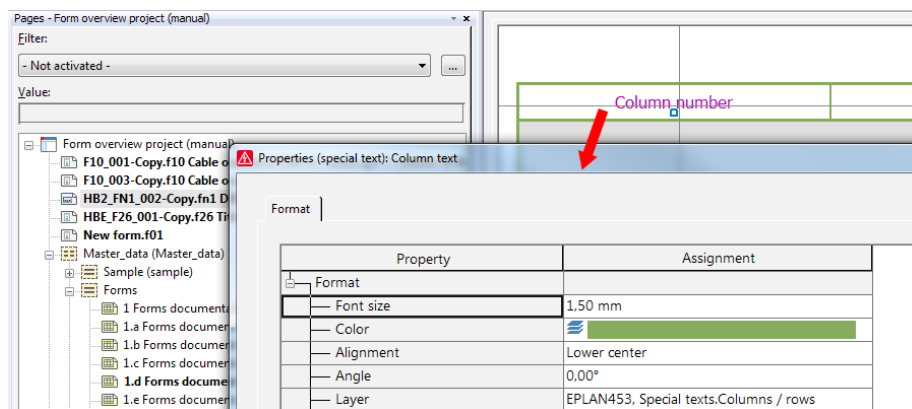 Pages - Form overview project (manual)
Filter:
- Not activated -
...
Value:
Form overview project (manual)
F10_001-Copy.f10 Cable o
F10_003-Copy.f10 Cable o
HB2_FN1_002-Copy.fn1 D
HBE_F26_001-Copy.f26 Ti
New form.f01
Master_data (Master_data)
Sample (sample)
Forms
1 Forms documenta
1.a Forms documer
1.b Forms documer
1.c Forms documer
1.d Forms docume
1.e Forms documer
Column number
Properties (special text): Column text
Format
Property Assignment
Format
Font size 1,50 mm
Color
Alignment Lower center
Angle 0,00°
Layer EPLAN453, Special texts.Columns / rows